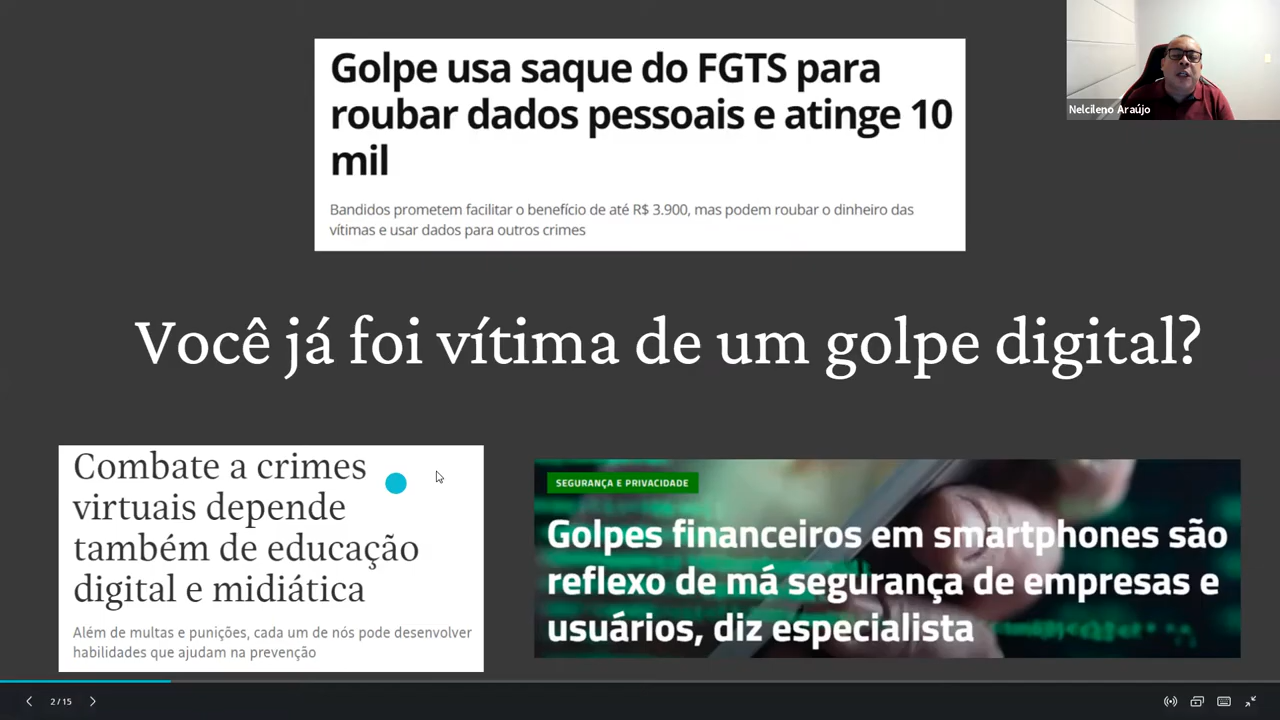 Golpe usa saque do FGTS para
roubar dados pessoais e atinge 10
mil
Bandidos prometem facilitar o benefício de até R$ 3.900, mas podem roubar o dinheiro das
vítimas e usar dados para outros crimes
Nelcileno Araújo
Você já foi vítima de um golpe digital?
Combate a crimes
virtuais depende
também de educação
digital e midiática
Além de multas e punições, cada um de nós pode desenvolver
habilidades que ajudam na prevenção
SEGURANÇA E PRIVACIDADE
Golpes financeiros em smartphones são
reflexo de má segurança de empresas e
usuários, diz especialista
2 / 15